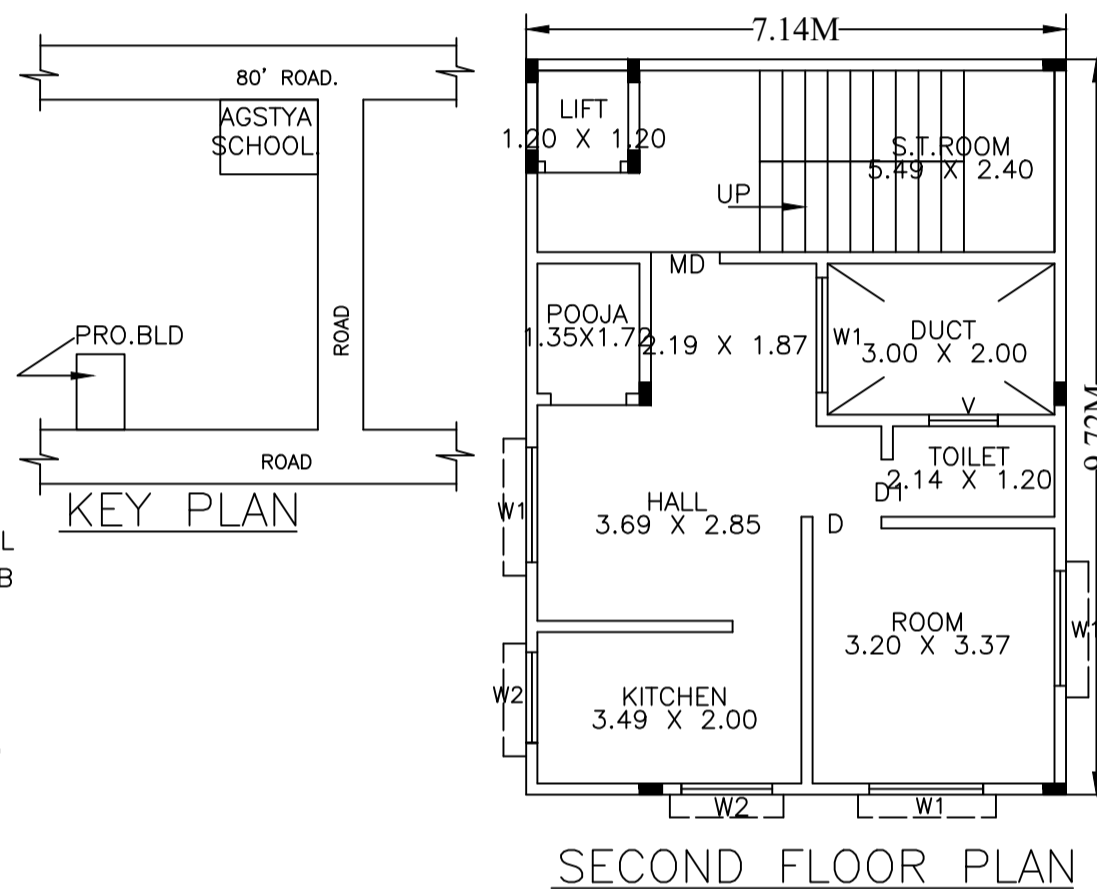 80' ROAD.
AGSTYA
SCHOOL.
ROAD
PRO.BLD
ROAD
KEY PLAN
L
B
7.14M
LIFT
1.20 X 1.20
S.T.ROOM
5.49 X 2.40
UP
MD
POOJA
1.35X1.72
2.19 X 1.87
W1
DUCT
3.00 X 2.00
V
9.72M
TOILET
2.14 X 1.20
D1
D
HALL
3.69 X 2.85
W1
ROOM
3.20 X 3.37
W1
KITCHEN
3.49 X 2.00
W2
W2
W1
SECOND FLOOR PLAN